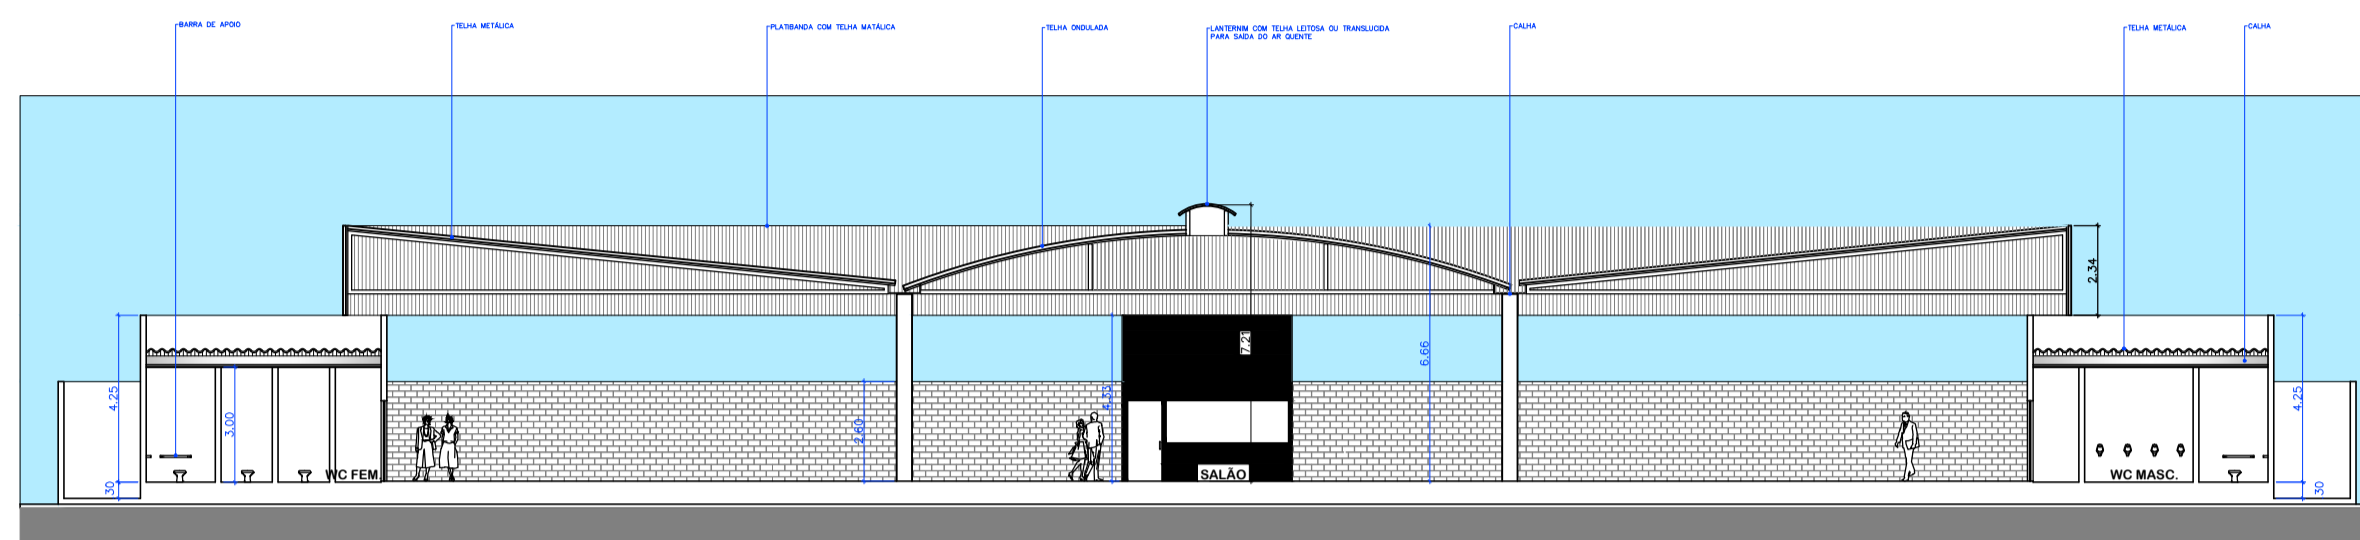 BARRA DE APOIO
TELHA METÁLICA
PLATIBANDA COM TELHA MATÁLICA
TELHA ONDULADA
LANTERNIM COM TELHA LEITOSA OU TRANSLUCIDA
PARA SAIDA DO AR QUENTE
CALHA
TELHA METÁLICA
CALHA
2.34
7.21
6.66
4.25
3.00
2.60
4.33
4.25
WC FEM.
SALÃO
WC MASC.
30
30